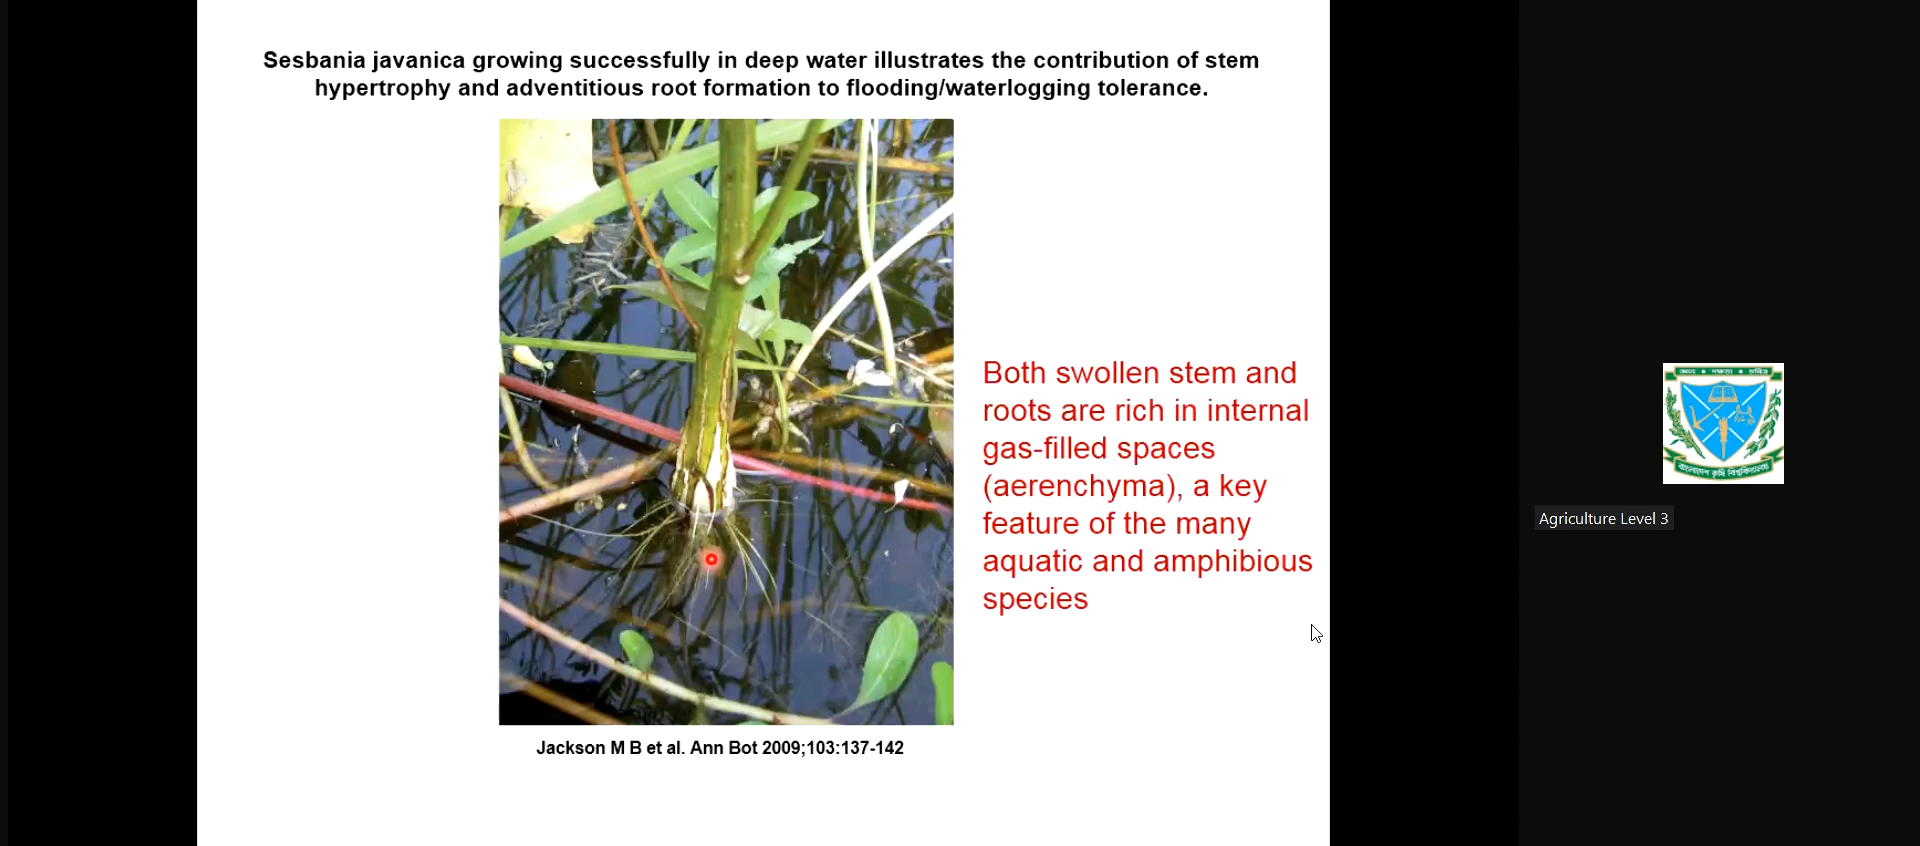 Sesbania javanica growing successfully in deep water illustrates the contribution of stem
hypertrophy and adventitious root formation to flooding/waterlogging tolerance.
Both swollen stem and
roots are rich in internal
gas-filled spaces
(aerenchyma), a key
feature of the many
aquatic and amphibious
species
Jackson M B et al. Ann Bot 2009;103:137-142
বাংলাদেশ কৃষি বিশ্ববিদ্যালয়
Agriculture Level 3